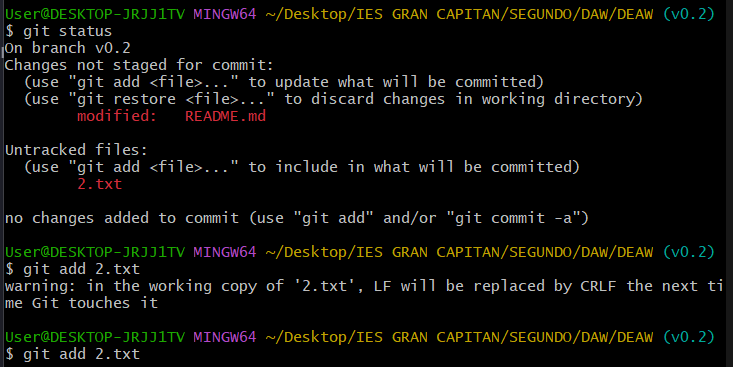 User@DESKTOP-JRJJ1TV MINGW64 ~/Desktop/IES GRAN CAPITAN/SEGUNDO/DAW/DEAW (v0.2)
$ git status
On branch v0.2
Changes not staged for commit:
  (use "git add <file>..." to update what will be committed)
  (use "git restore <file>..." to discard changes in working directory)
        modified:   README.md

Untracked files:
  (use "git add <file>..." to include in what will be committed)
        2.txt

no changes added to commit (use "git add" and/or "git commit -a")

User@DESKTOP-JRJJ1TV MINGW64 ~/Desktop/IES GRAN CAPITAN/SEGUNDO/DAW/DEAW (v0.2)
$ git add 2.txt
warning: in the working copy of '2.txt', LF will be replaced by CRLF the next ti
me Git touches it

User@DESKTOP-JRJJ1TV MINGW64 ~/Desktop/IES GRAN CAPITAN/SEGUNDO/DAW/DEAW (v0.2)
$ git add 2.txt